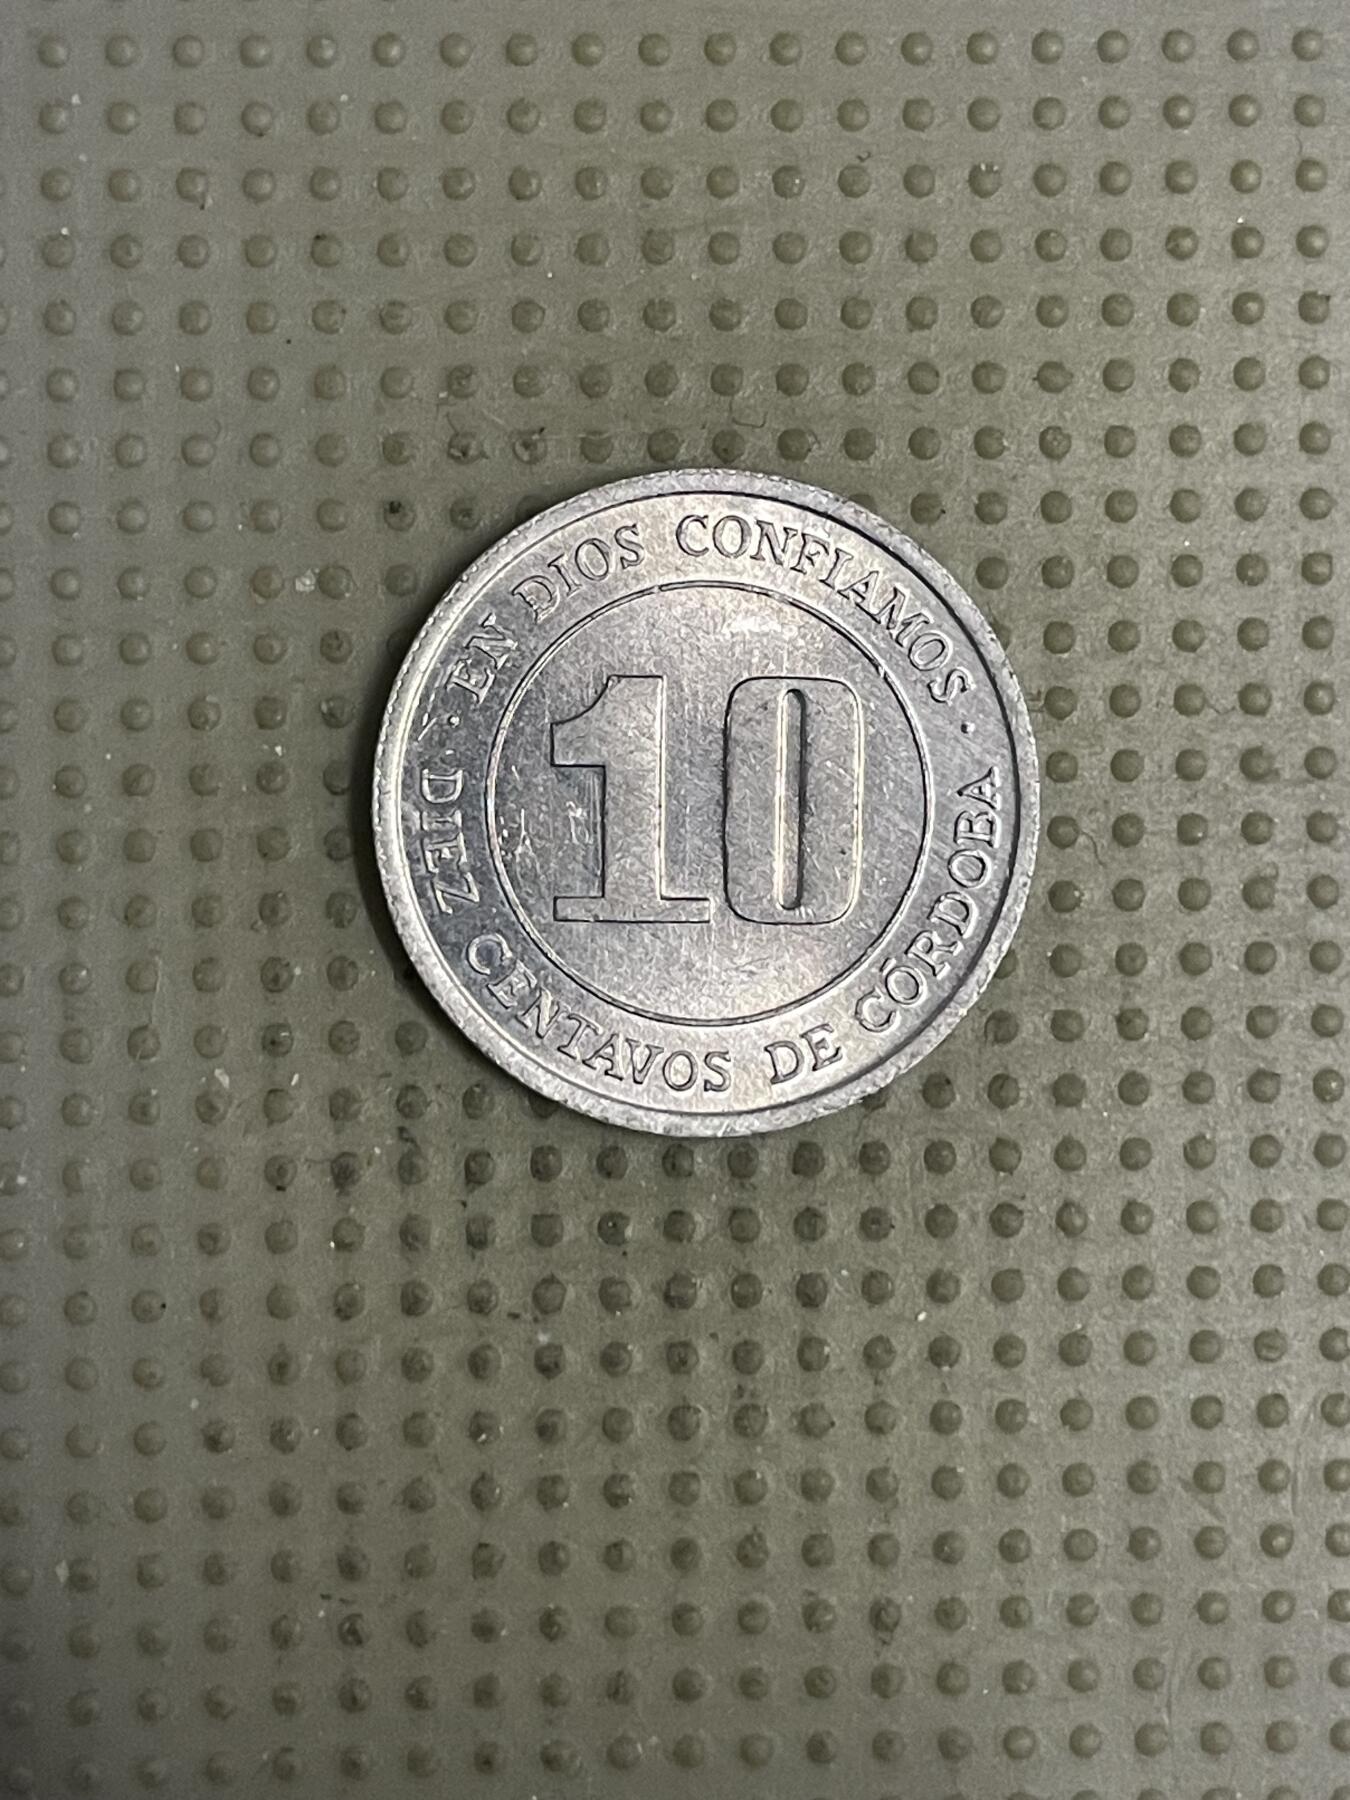 · EN DIOS CONFIAMOS ·
10
DIEZ CENTAVOS DE CÓRDOBA